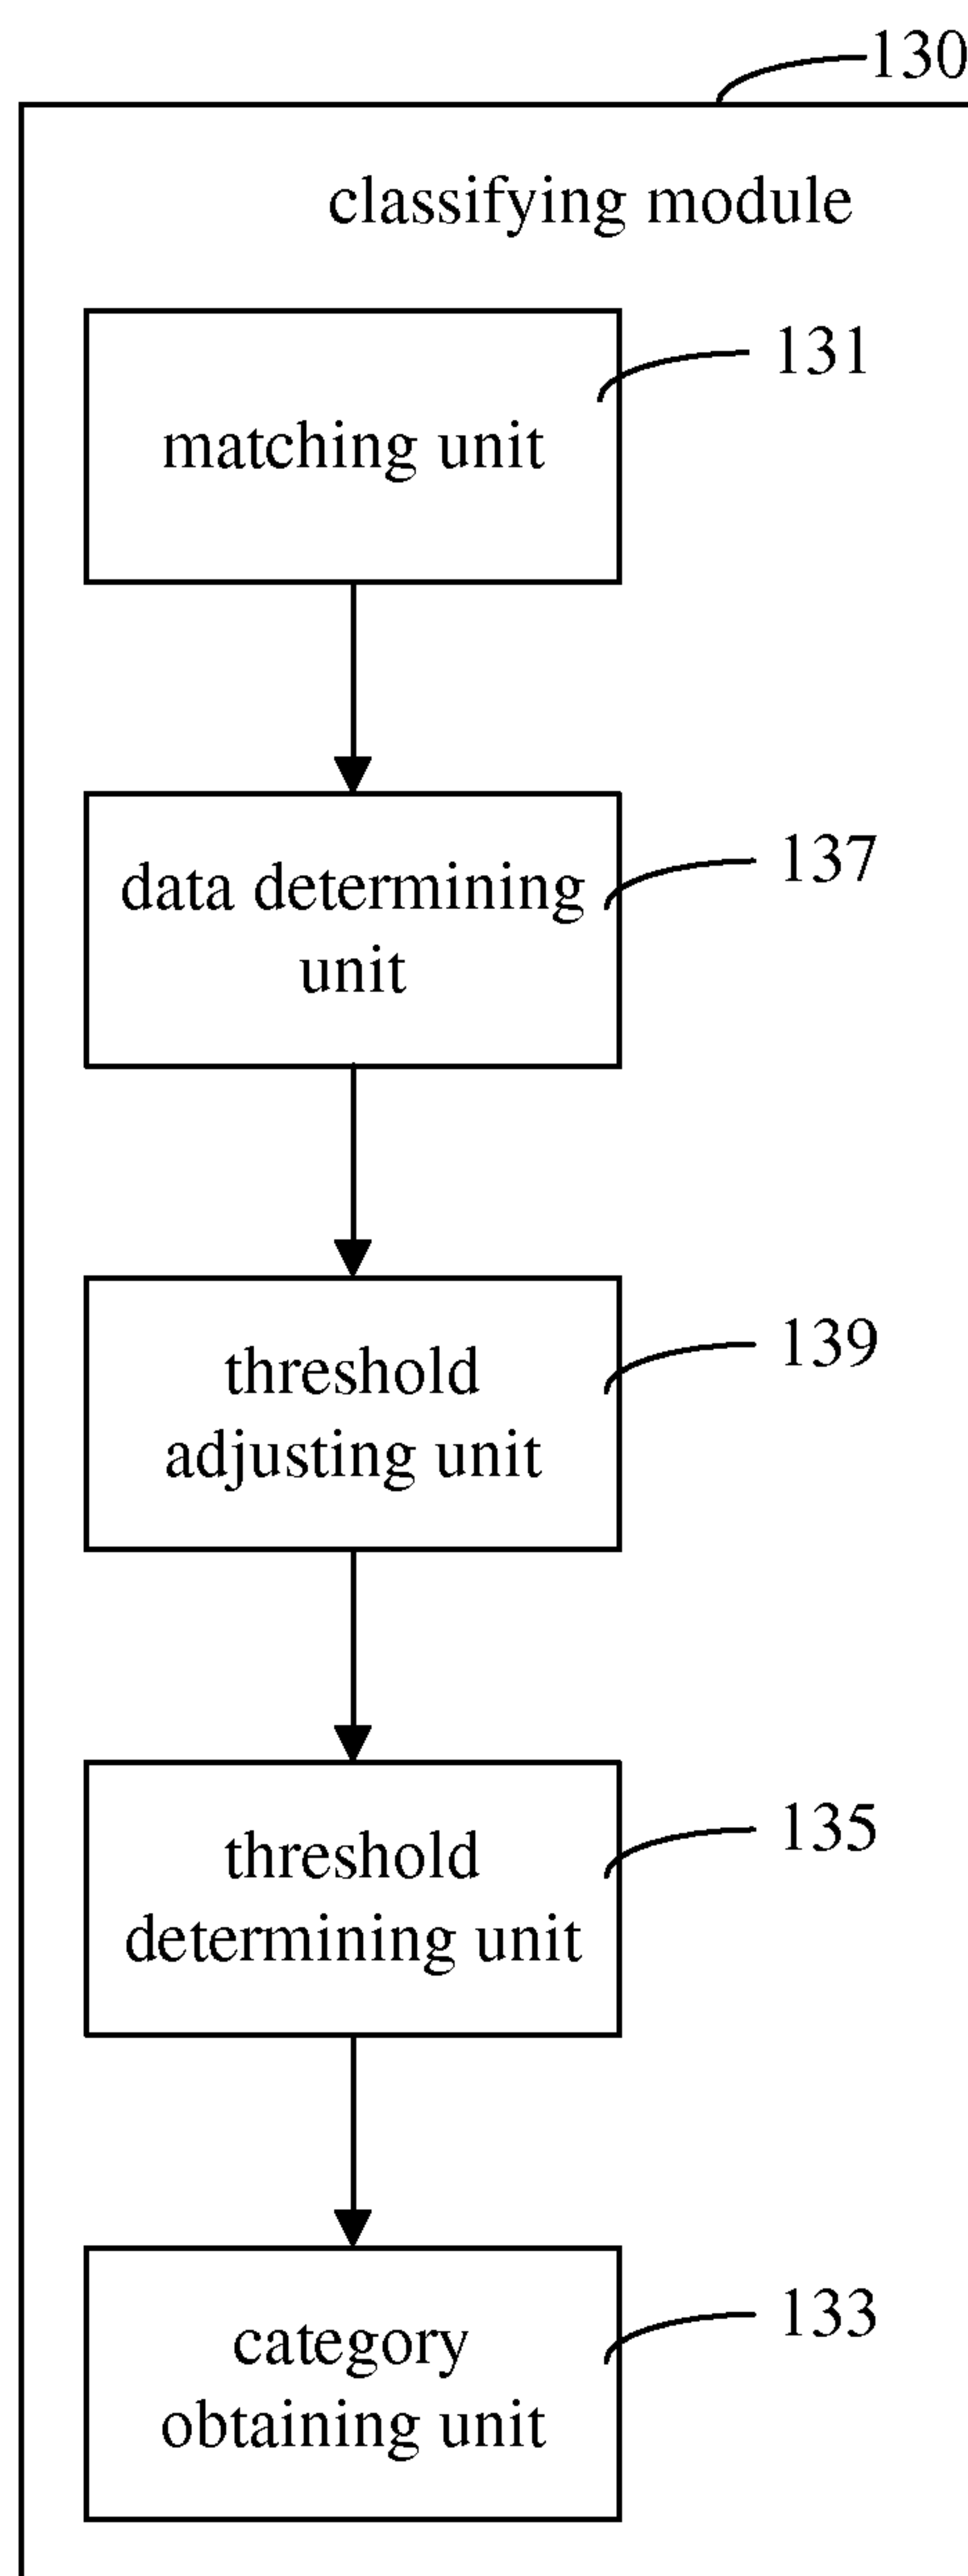 130
classifying module
131
matching unit
137
data determining
unit
139
threshold
adjusting unit
135
threshold
determining unit
133
category
obtaining unit